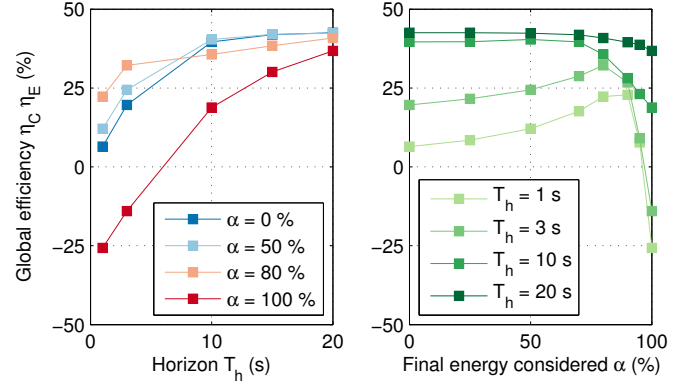 Global efficiency η_C η_E (%)
50
25
0
−25
−50
0
10
20
Horizon T_h (s)
α = 0 %
α = 50 %
α = 80 %
α = 100 %
50
25
0
−25
−50
0
50
100
Final energy considered α (%)
T_h = 1 s
T_h = 3 s
T_h = 10 s
T_h = 20 s